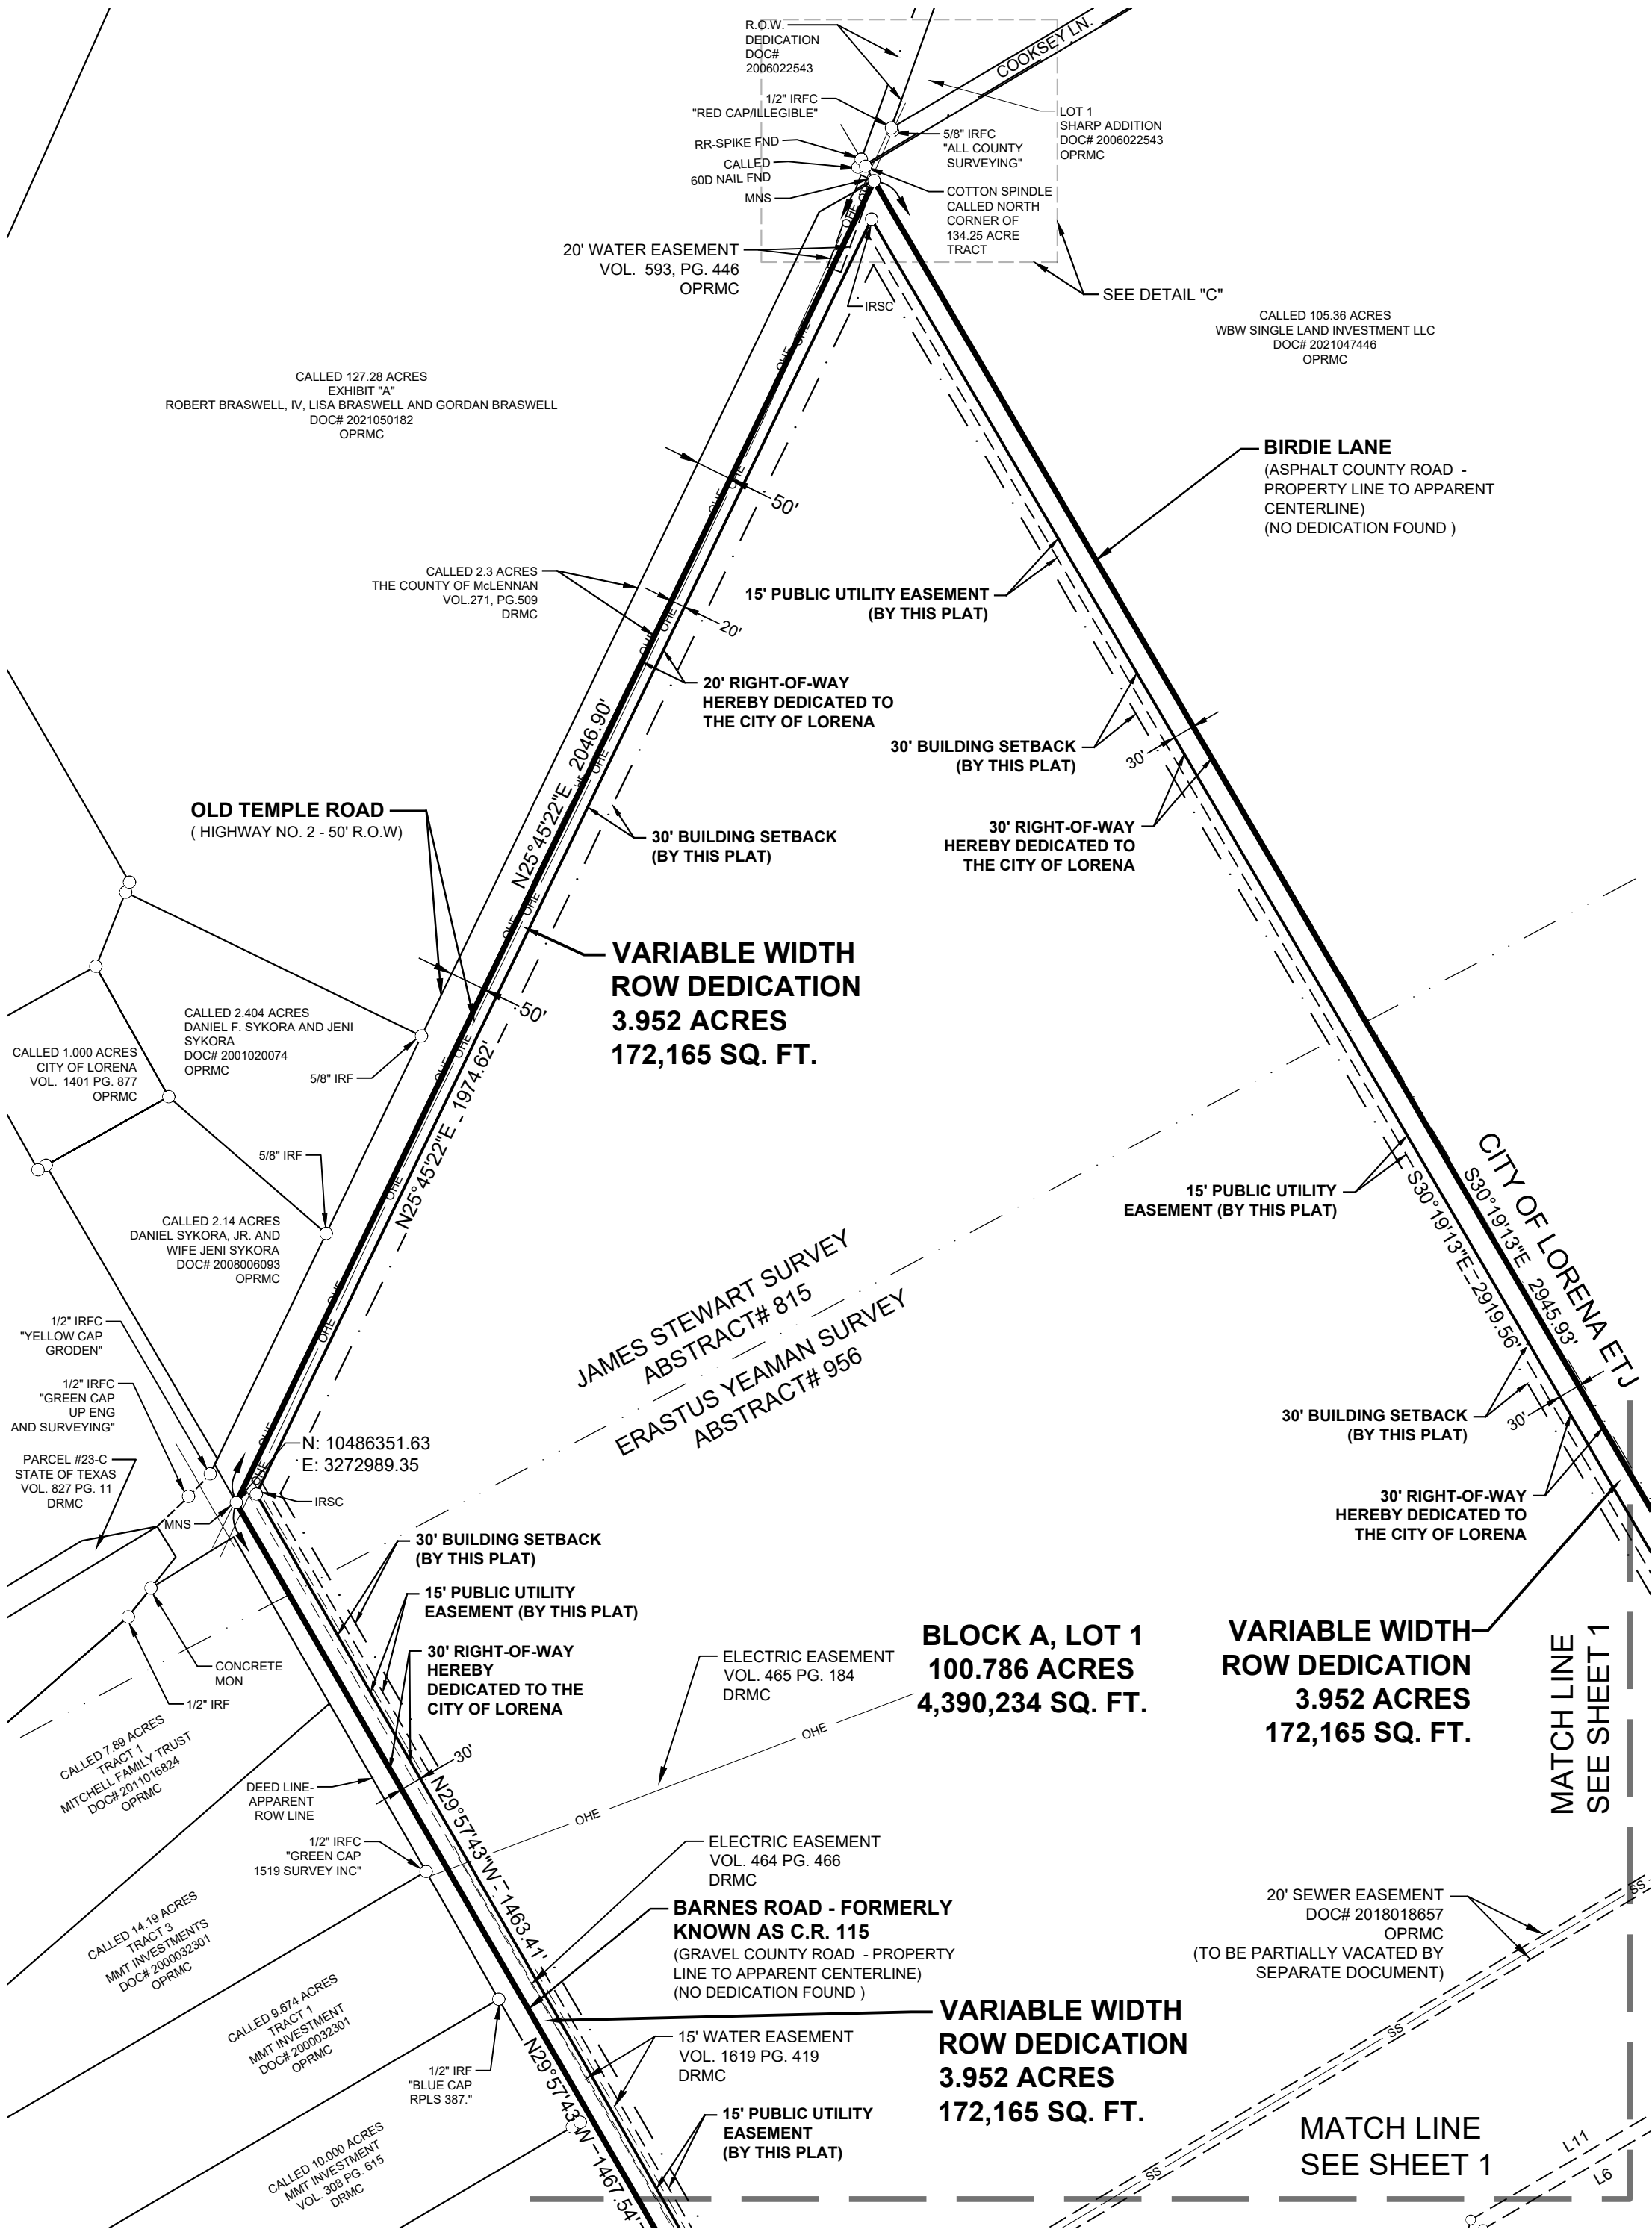 R.O.W.
DEDICATION
DOC#
2006022543
COOKSEY LN.
1/2" IRFC
"RED CAP/ILLEGIBLE"
LOT 1
SHARP ADDITION
DOC# 2006022543
OPRMC
5/8" IRFC
"ALL COUNTY
SURVEYING"
RR-SPIKE FND
CALLED
60D NAIL FND
MNS
COTTON SPINDLE
CALLED NORTH
CORNER OF
134.25 ACRE
TRACT
20' WATER EASEMENT
VOL. 593, PG. 446
OPRMC
IRSC
SEE DETAIL "C"
CALLED 105.36 ACRES
WBW SINGLE LAND INVESTMENT LLC
DOC# 2021047446
OPRMC
OHE
OHE
OHE
CALLED 127.28 ACRES
EXHIBIT "A"
ROBERT BRASWELL, IV, LISA BRASWELL AND GORDAN BRASWELL
DOC# 2021050182
OPRMC
BIRDIE LANE
(ASPHALT COUNTY ROAD -
PROPERTY LINE TO APPARENT
CENTERLINE)
(NO DEDICATION FOUND )
OHE
OHE
50'
CALLED 2.3 ACRES
THE COUNTY OF McLENNAN
VOL.271, PG.509
DRMC
15' PUBLIC UTILITY EASEMENT
(BY THIS PLAT)
OHE
OHE
20'
20' RIGHT-OF-WAY
HEREBY DEDICATED TO
THE CITY OF LORENA
30' BUILDING SETBACK
(BY THIS PLAT)
30'
N25°45'22"E 2046.90'
OHE
OLD TEMPLE ROAD
( HIGHWAY NO. 2 - 50' R.O.W)
30' BUILDING SETBACK
(BY THIS PLAT)
30' RIGHT-OF-WAY
HEREBY DEDICATED TO
THE CITY OF LORENA
OHE
OHE
VARIABLE WIDTH
ROW DEDICATION
3.952 ACRES
172,165 SQ. FT.
50'
CALLED 2.404 ACRES
DANIEL F. SYKORA AND JENI
SYKORA
DOC# 2001020074
OPRMC
CALLED 1.000 ACRES
CITY OF LORENA
VOL. 1401 PG. 877
OPRMC
5/8" IRF
OHE
OHE
N25°45'22"E - 1974.62'
5/8" IRF
OHE
15' PUBLIC UTILITY
EASEMENT (BY THIS PLAT)
CITY OF LORENA ETJ
S30°19'13"E 2945.93'
S30°19'13"E - 2919.56'
CALLED 2.14 ACRES
DANIEL SYKORA, JR. AND
WIFE JENI SYKORA
DOC# 2008006093
OPRMC
JAMES STEWART SURVEY
ABSTRACT# 815
ERASTUS YEAMAN SURVEY
ABSTRACT# 956
OHE
OHE
1/2" IRFC
"YELLOW CAP
GRODEN"
1/2" IRFC
"GREEN CAP
UP ENG
AND SURVEYING"
30' BUILDING SETBACK
(BY THIS PLAT)
30'
N: 10486351.63
E: 3272989.35
OHE
OHE
PARCEL #23-C
STATE OF TEXAS
VOL. 827 PG. 11
DRMC
IRSC
MNS
30' RIGHT-OF-WAY
HEREBY DEDICATED TO
THE CITY OF LORENA
30' BUILDING SETBACK
(BY THIS PLAT)
15' PUBLIC UTILITY
EASEMENT (BY THIS PLAT)
30' RIGHT-OF-WAY
HEREBY
DEDICATED TO THE
CITY OF LORENA
BLOCK A, LOT 1
100.786 ACRES
4,390,234 SQ. FT.
VARIABLE WIDTH
ROW DEDICATION
3.952 ACRES
172,165 SQ. FT.
MATCH LINE
SEE SHEET 1
CONCRETE
MON
1/2" IRF
ELECTRIC EASEMENT
VOL. 465 PG. 184
DRMC
OHE
OHE
CALLED 7.89 ACRES
TRACT 1
MITCHELL FAMILY TRUST
DOC# 2011016824
OPRMC
30'
DEED LINE-
APPARENT
ROW LINE
N29°57'43"W - 1463.41'
1/2" IRFC
"GREEN CAP
1519 SURVEY INC"
ELECTRIC EASEMENT
VOL. 464 PG. 466
DRMC
BARNES ROAD - FORMERLY
KNOWN AS C.R. 115
(GRAVEL COUNTY ROAD - PROPERTY
LINE TO APPARENT CENTERLINE)
(NO DEDICATION FOUND )
20' SEWER EASEMENT
DOC# 2018018657
OPRMC
(TO BE PARTIALLY VACATED BY
SEPARATE DOCUMENT)
SS
CALLED 14.19 ACRES
TRACT 3
MMT INVESTMENTS
DOC# 2000032301
OPRMC
CALLED 9.674 ACRES
TRACT 1
MMT INVESTMENT
DOC# 2000032301
OPRMC
VARIABLE WIDTH
ROW DEDICATION
3.952 ACRES
172,165 SQ. FT.
15' WATER EASEMENT
VOL. 1619 PG. 419
DRMC
SS
1/2" IRF
"BLUE CAP
RPLS 387."
N29°57'43"W - 1467.54'
15' PUBLIC UTILITY
EASEMENT
(BY THIS PLAT)
CALLED 10.000 ACRES
MMT INVESTMENT
VOL. 308 PG. 615
DRMC
MATCH LINE
SEE SHEET 1
SS
L11
L6